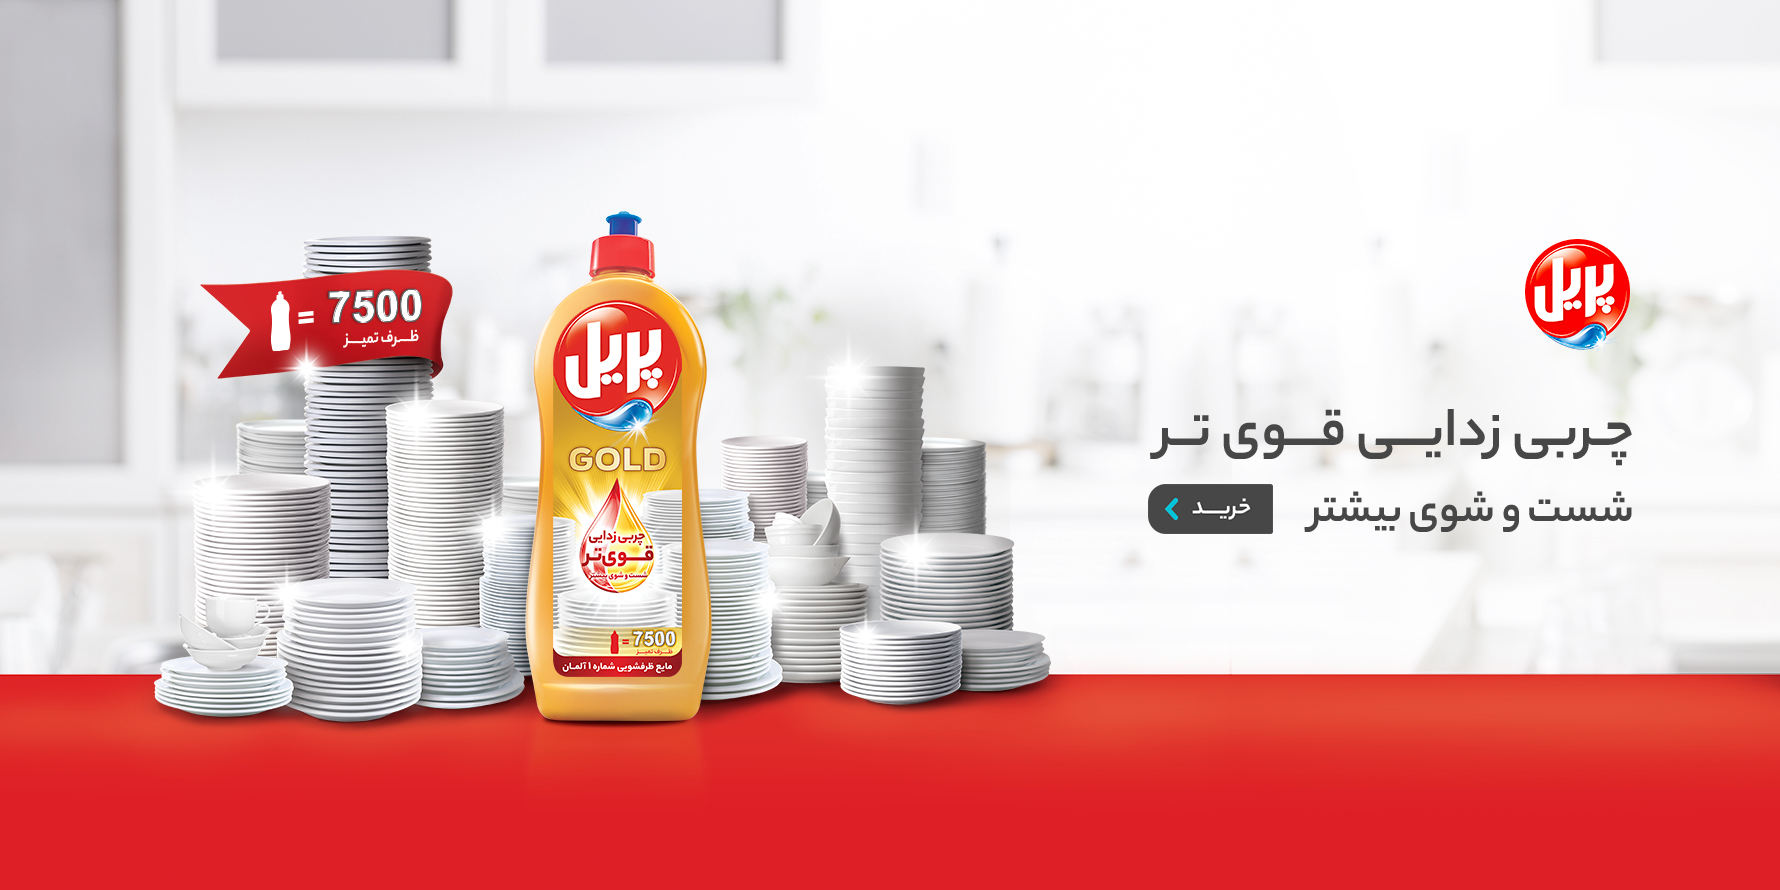 پریل
چربی زدایی قوی تر
شست و شوی بیشتر
خرید
= 7500
ظرف تمیز
پریل
GOLD
چربی زدایی
قوی‌تر
شست و شوی بیشتر
= 7500
ظرف تمیز
مایع ظرفشویی شماره ۱ آلمان